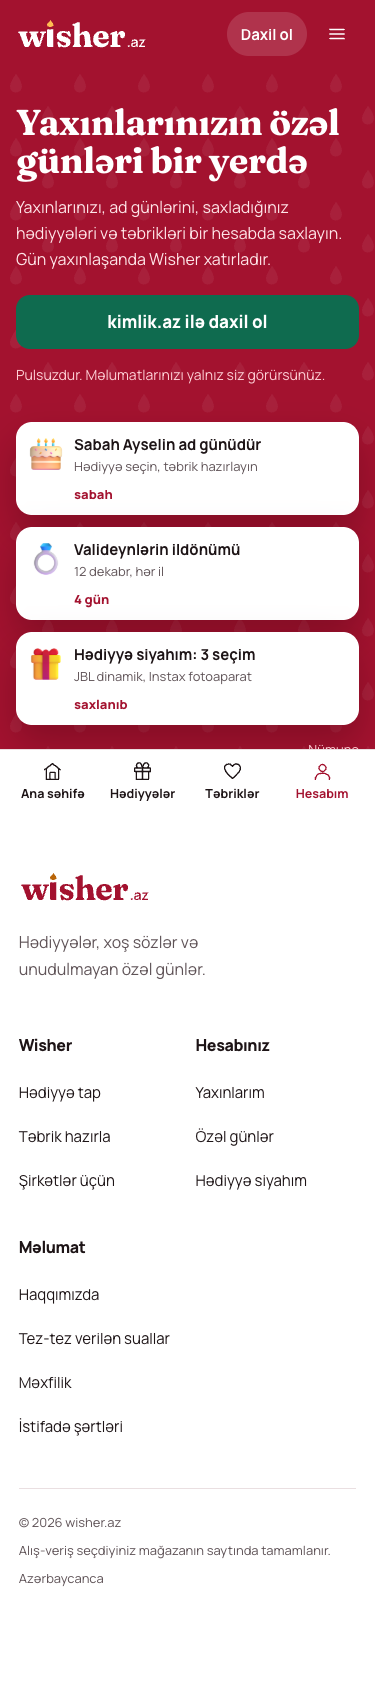 wisher.az
Daxil ol
Yaxınlarınızın özəl
günləri bir yerdə
Yaxınlarınızı, ad günlərini, saxladığınız
hədiyyələri və təbrikləri bir hesabda saxlayın.
Gün yaxınlaşanda Wisher xatırladır.
kimlik.az ilə daxil ol
Pulsuzdur. Məlumatlarınızı yalnız siz görürsünüz.
Sabah Ayselin ad günüdür
Hədiyyə seçin, təbrik hazırlayın
sabah
Valideynlərin ildönümü
12 dekabr, hər il
4 gün
Hədiyyə siyahım: 3 seçim
JBL dinamik, Instax fotoaparat
saxlanıb
Nümunə
Ana səhifə
Hədiyyələr
Təbriklər
Hesabım
wisher.az
Hədiyyələr, xoş sözlər və
unudulmayan özəl günlər.
Wisher
Hədiyyə tap
Təbrik hazırla
Şirkətlər üçün
Hesabınız
Yaxınlarım
Özəl günlər
Hədiyyə siyahım
Məlumat
Haqqımızda
Tez-tez verilən suallar
Məxfilik
İstifadə şərtləri
© 2026 wisher.az
Alış-veriş seçdiyiniz mağazanın saytında tamamlanır.
Azərbaycanca